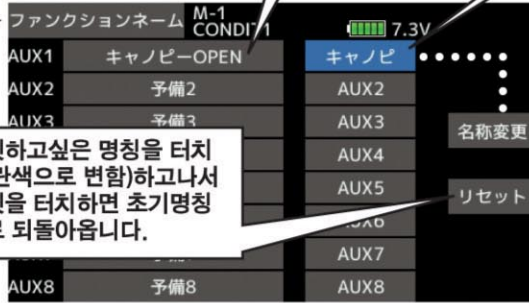 ファンクションネーム M-1
CONDIT1 7.3V
AUX1 キャノピーOPEN キャノピ
AUX2 予備2 AUX2
AUX3 予備3 AUX3
名称変更
AUX4
하고싶은 명칭을 터치
란색으로 변함)하고나서
을 터치하면 초기명칭
되돌아옵니다.
AUX5
リセット
AUX7
AUX8 予備8 AUX8